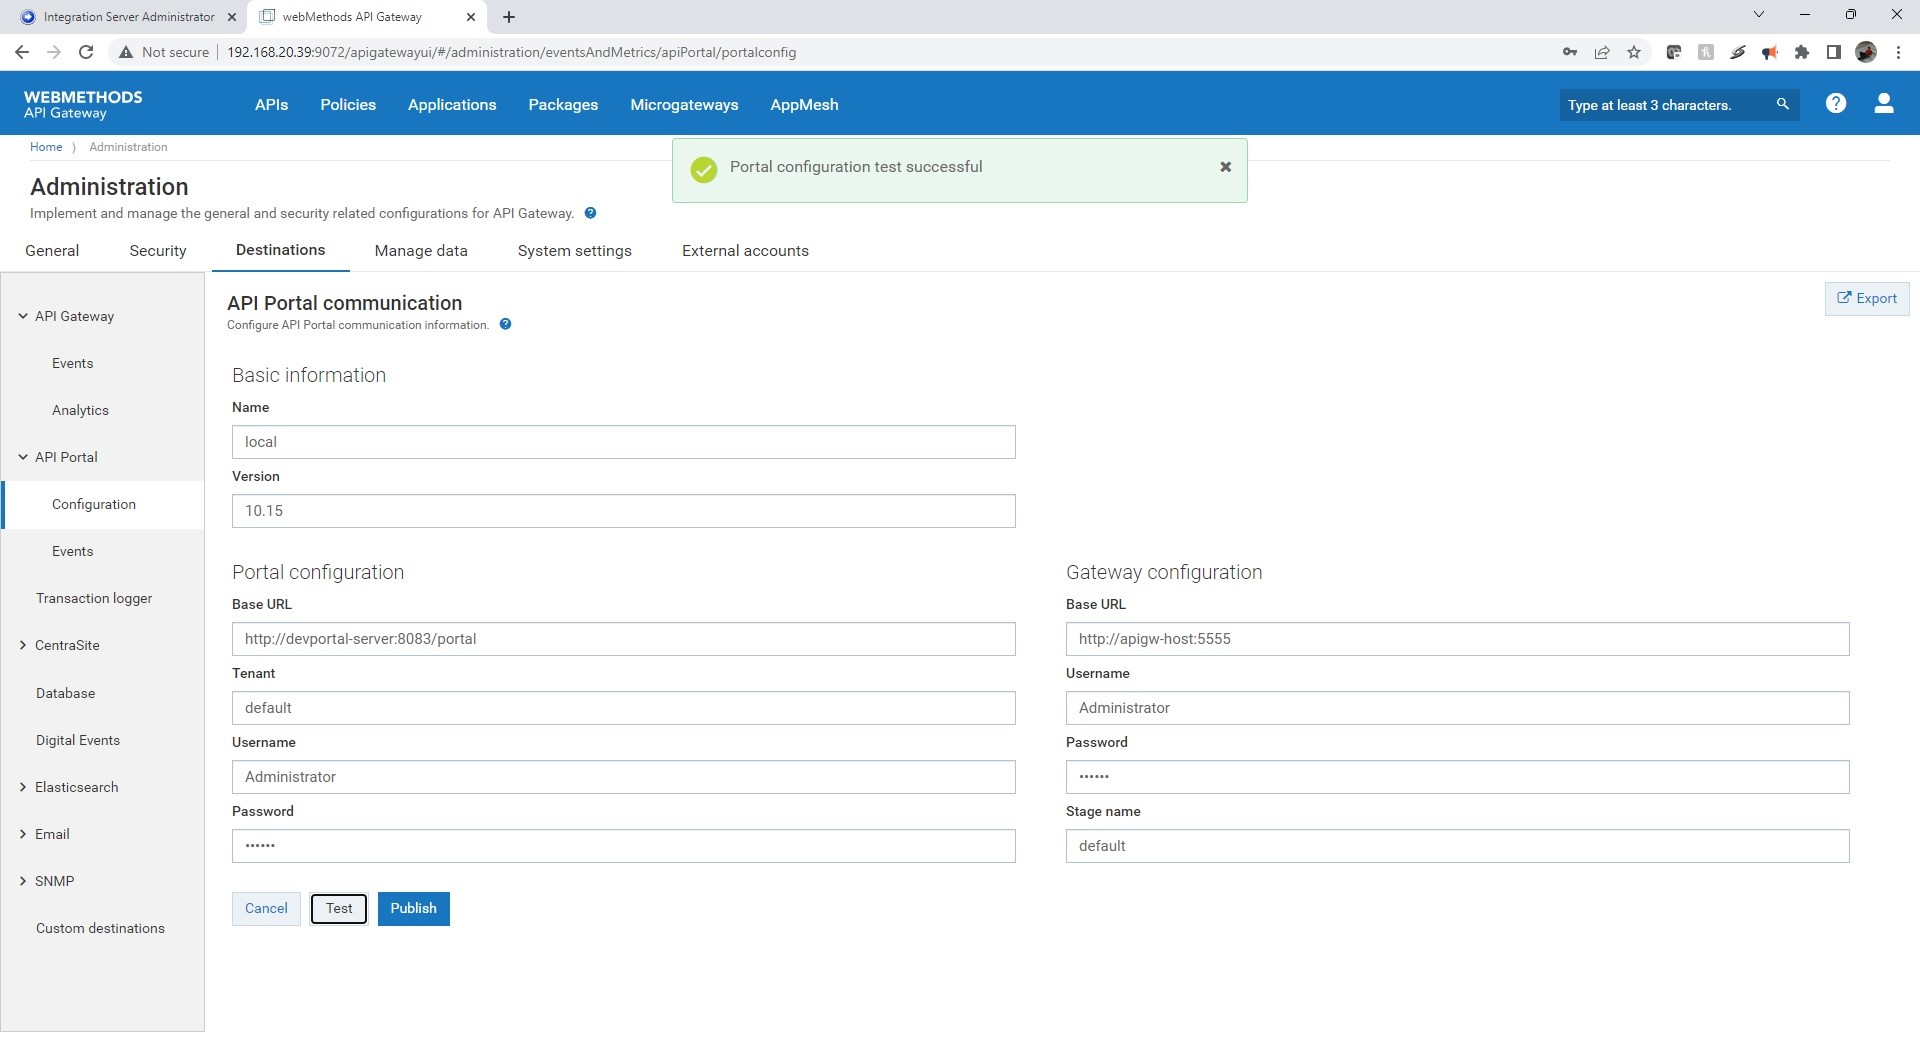 Integration Server Administrator
webMethods API Gateway
Not secure
192.168.20.39:9072/apigatewayui/#/administration/eventsAndMetrics/apiPortal/portalconfig
WEBMETHODS
API Gateway
APIs
Policies
Applications
Packages
Microgateways
AppMesh
Type at least 3 characters.
Home
Administration
Portal configuration test successful
Administration
Implement and manage the general and security related configurations for API Gateway.
General
Security
Destinations
Manage data
System settings
External accounts
API Gateway
Events
Analytics
API Portal
Configuration
Events
Transaction logger
CentraSite
Database
Digital Events
Elasticsearch
Email
SNMP
Custom destinations
API Portal communication
Configure API Portal communication information.
Export
Basic information
Name
local
Version
10.15
Portal configuration
Base URL
http://devportal-server:8083/portal
Tenant
default
Username
Administrator
Password
••••••
Gateway configuration
Base URL
http://apigw-host:5555
Username
Administrator
Password
••••••
Stage name
default
Cancel
Test
Publish